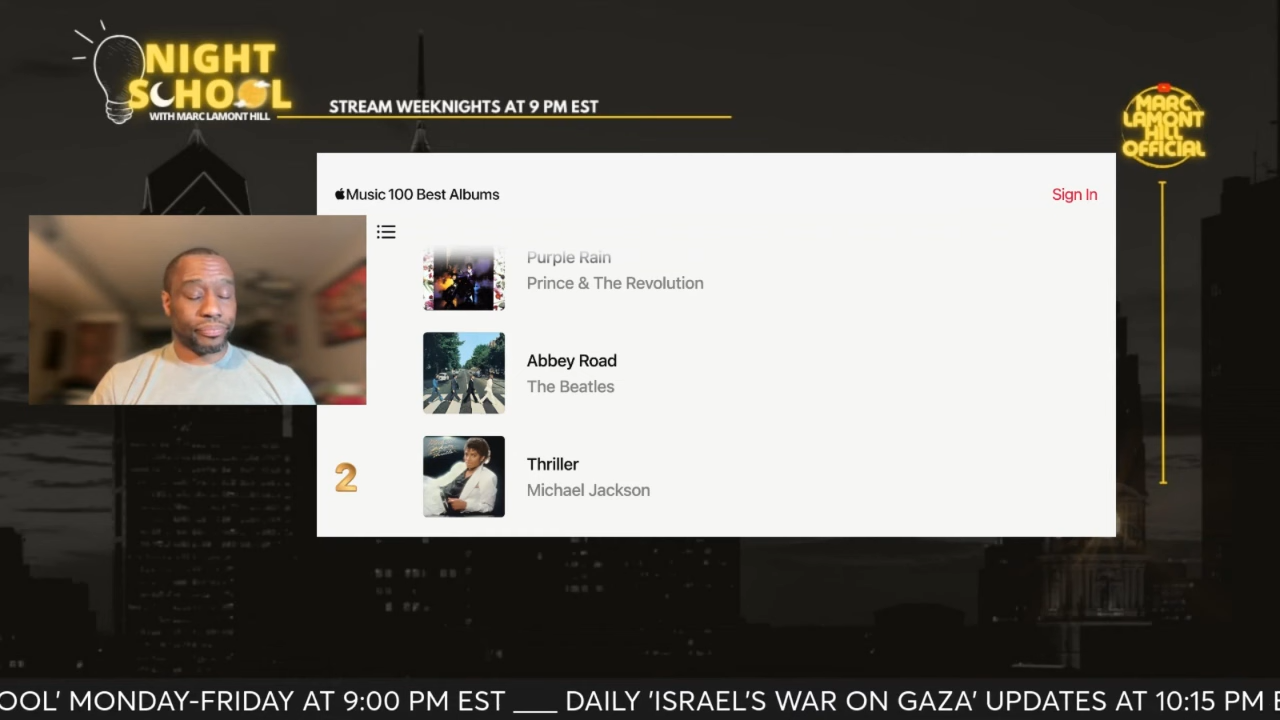 NIGHT
SCHOOL
WITH MARC LAMONT HILL
STREAM WEEKNIGHTS AT 9 PM EST
MARC
LAMONT
HILL
OFFICIAL
Music 100 Best Albums
Sign In
Purple Rain
Prince & The Revolution
Abbey Road
The Beatles
2
Thriller
Michael Jackson
OOL' MONDAY-FRIDAY AT 9:00 PM EST ___ DAILY 'ISRAEL'S WAR ON GAZA' UPDATES AT 10:15 PM E